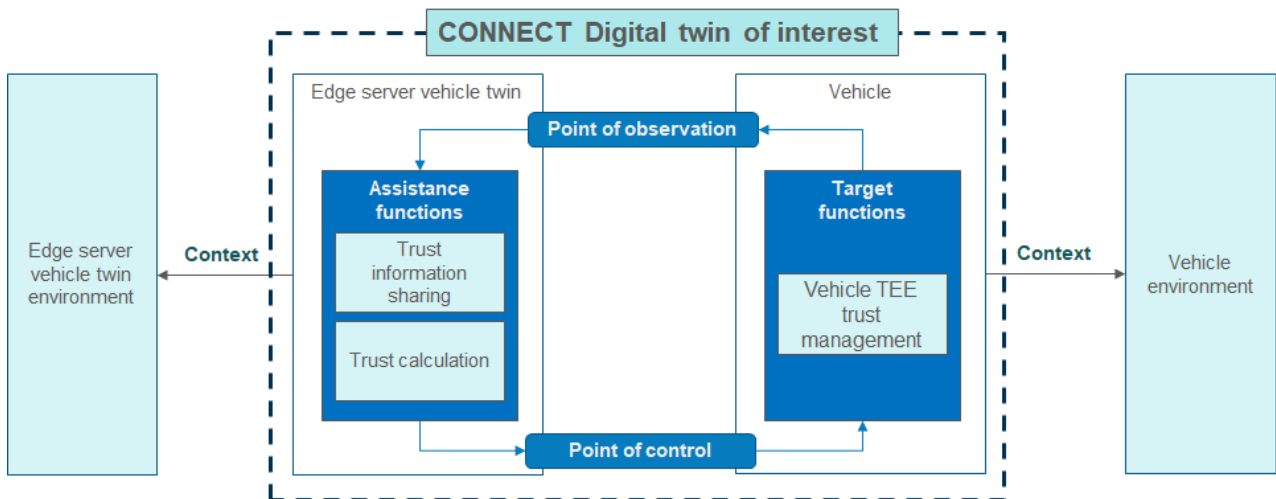 CONNECT Digital twin of interest
Edge server vehicle twin
Vehicle
Point of observation
Assistance
functions
Target
functions
Trust
information
sharing
Edge server
vehicle twin
environment
Context
Context
Vehicle
environment
Vehicle TEE
trust
management
Trust calculation
Point of control